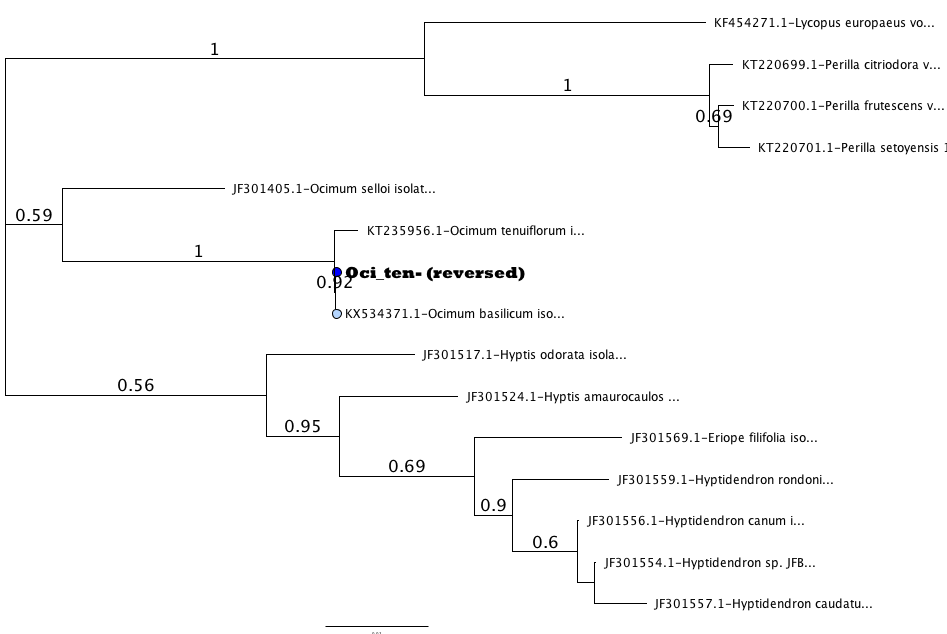 KF454271.1-Lycopus europaeus vo...
1
KT220699.1-Perilla citriodora v...
1
KT220700.1-Perilla frutescens v...
0.69
KT220701.1-Perilla setoyensis
JF301405.1-Ocimum selloi isolat...
0.59
KT235956.1-Ocimum tenuiflorum i...
1
Oci_ten- (reversed)
0.92
KX534371.1-Ocimum basilicum iso...
JF301517.1-Hyptis odorata isola...
0.56
JF301524.1-Hyptis amaurocaulos ...
0.95
JF301569.1-Eriope filifolia iso...
0.69
JF301559.1-Hyptidendron rondoni...
0.9
JF301556.1-Hyptidendron canum i...
0.6
JF301554.1-Hyptidendron sp. JFB...
JF301557.1-Hyptidendron caudatu...